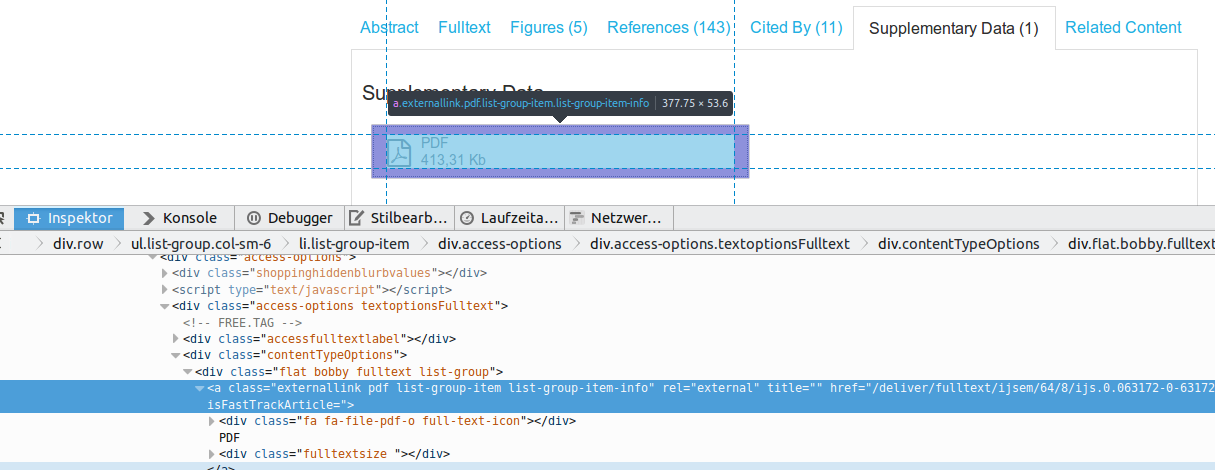 Abstract Fulltext Figures (5) References (143) Cited By (11) Supplementary Data (1) Related Content
Supplementary Data
a.externallink.pdf.list-group-item.list-group-item-info 377.75 × 53.6
PDF
413,31 Kb
Inspektor Konsole Debugger Stilbearb… Laufzeita… Netzwer…
div.row ul.list-group.col-sm-6 li.list-group-item div.access-options div.access-options.textoptionsFulltext div.contentTypeOptions div.flat.bobby.fulltext
<div class="access-options">
<div class="shoppinghiddenblurbvalues"></div>
<script type="text/javascript"></script>
<div class="access-options textoptionsFulltext">
<!-- FREE.TAG -->
<div class="accessfulltextlabel"></div>
<div class="contentTypeOptions">
<div class="flat bobby fulltext list-group">
<a class="externallink pdf list-group-item list-group-item-info" rel="external" title="" href="/deliver/fulltext/ijsem/64/8/ijs.0.063172-0-63172
isFastTrackArticle=">
<div class="fa fa-file-pdf-o full-text-icon"></div>
PDF
<div class="fulltextsize "></div>
</a>